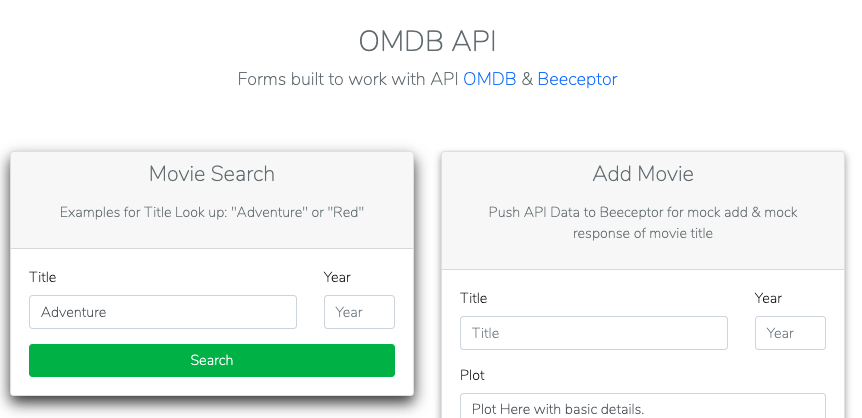 OMDB API
Forms built to work with API OMDB & Beeceptor
Movie Search
Examples for Title Look up: "Adventure" or "Red"
Title
Year
Adventure
Year
Search
Add Movie
Push API Data to Beeceptor for mock add & mock
response of movie title
Title
Year
Title
Year
Plot
Plot Here with basic details.